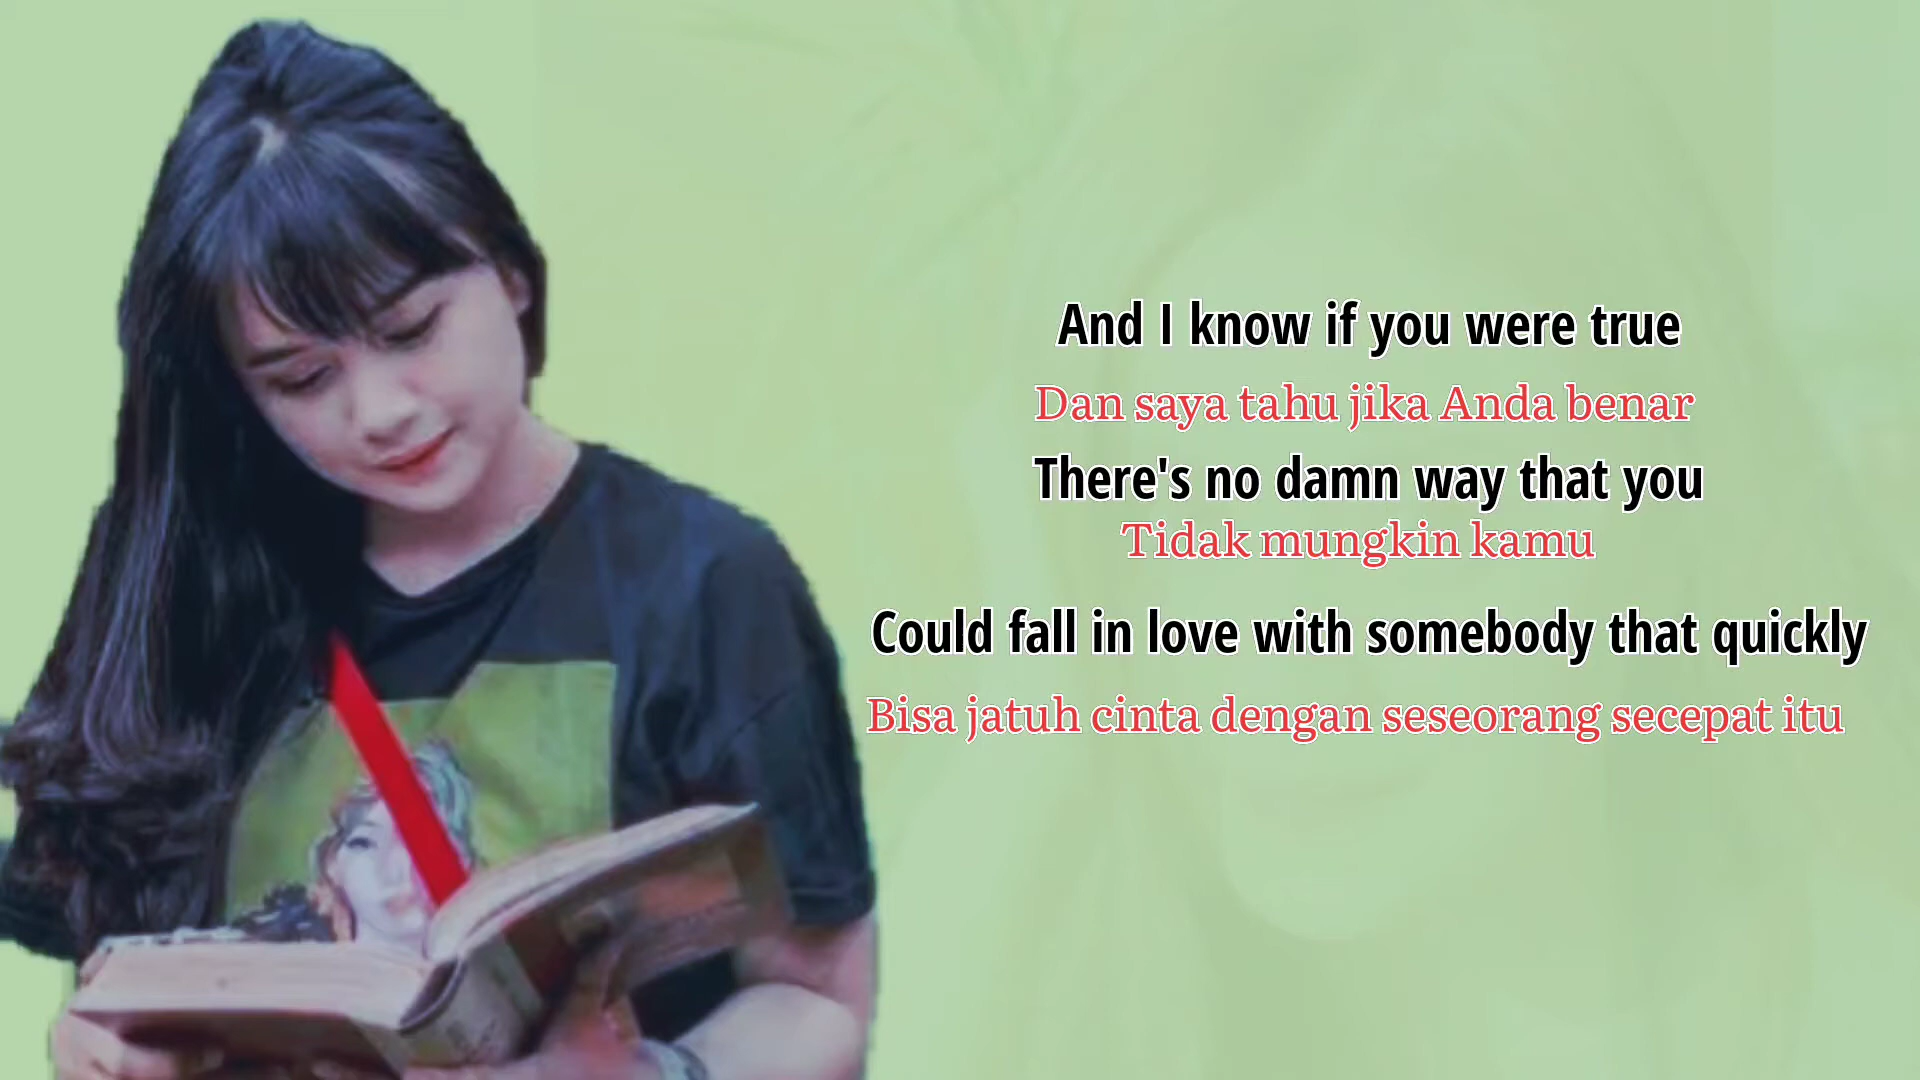 And I know if you were true
Dan saya tahu jika Anda benar
There's no damn way that you
Tidak mungkin kamu
Could fall in love with somebody that quickly
Bisa jatuh cinta dengan seseorang secepat itu